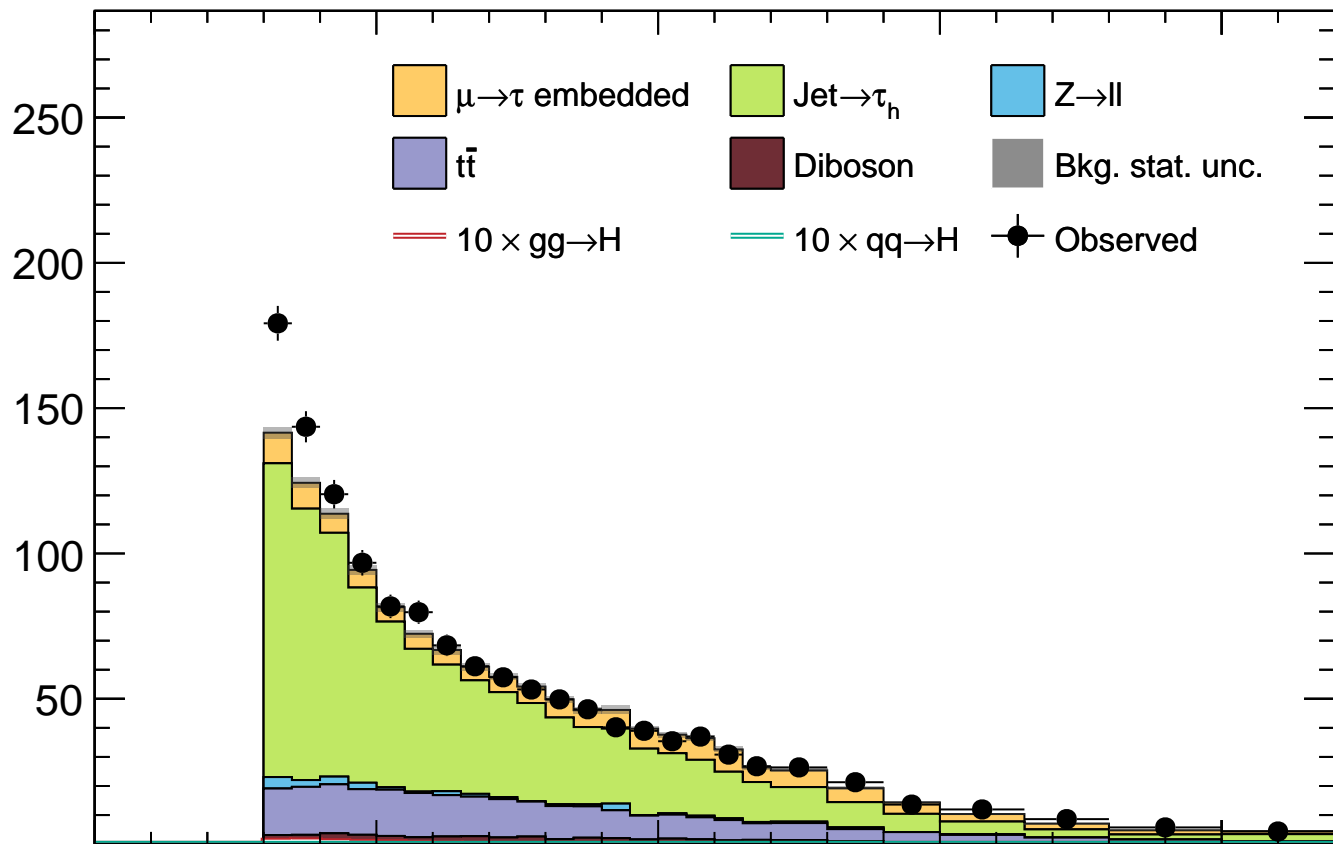 μ→τ embedded
Jet→τh
Z→ll
tt̄
Diboson
Bkg. stat. unc.
10 × gg→H
10 × qq→H
Observed
250
200
150
100
50